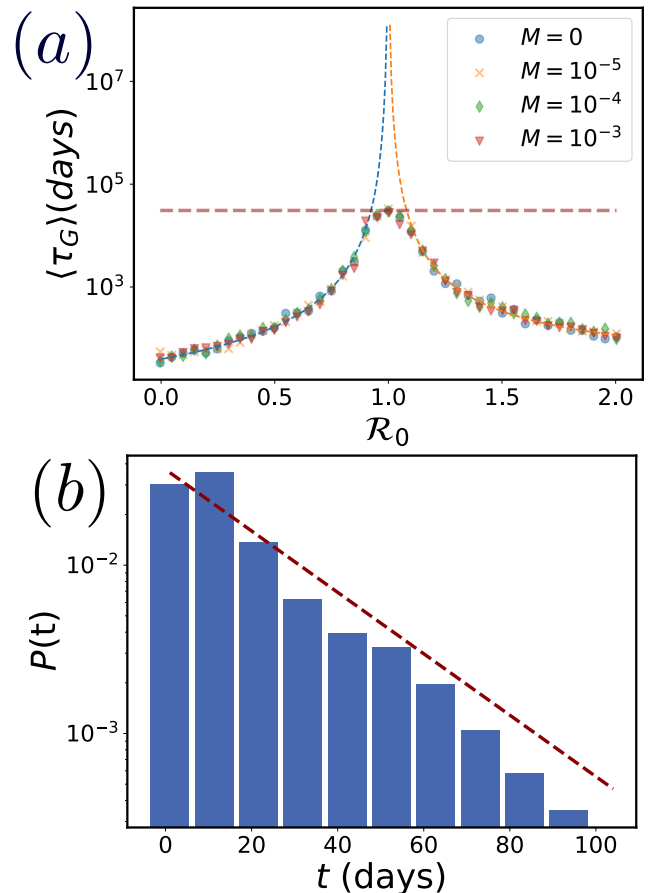 (a)
⟨τ_G⟩(days)
10^7
10^5
10^3
M = 0
M = 10^{-5}
M = 10^{-4}
M = 10^{-3}
0.0 0.5 1.0 1.5 2.0
ℛ_0
(b)
P(t)
10^{-2}
10^{-3}
0 20 40 60 80 100
t (days)